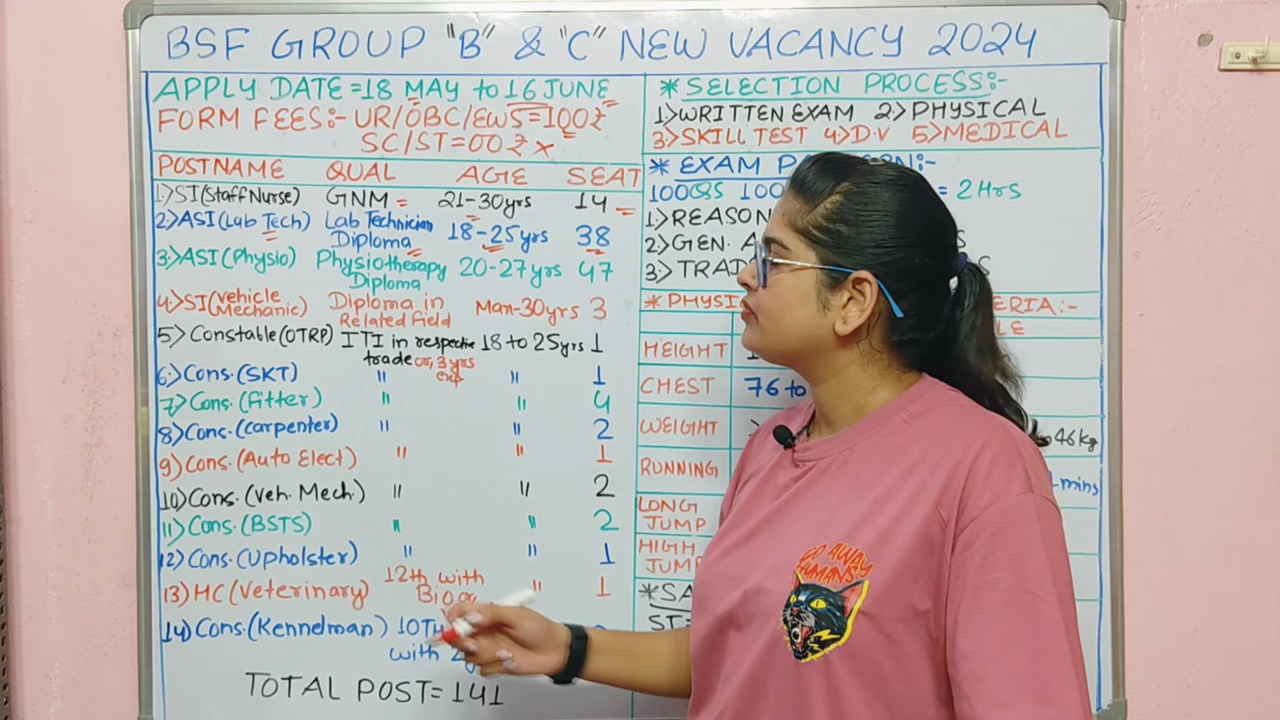 BSF GROUP "B" & "C" NEW VACANCY 2024
APPLY DATE =18 MAY to 16 JUNE
FORM FEES:- UR/OBC/EWS=100₹
SC/ST=00₹ x
POSTNAME QUAL AGE SEAT
1.>SI(Staff Nurse) GNM = 21-30yrs 14
2>ASI(Lab Tech) Lab Technician Diploma 18-25yrs 38
3>ASI(Physio) Physiotherapy Diploma 20-27yrs 47
4>SI(Vehicle Mechanic) Diploma in Related field Max-30yrs 3
5> Constable(OTRP) ITI in respective trade or, 3 yrs exp 18 to 25yrs 1
6>Cons.(SKT) " " 1
7>Cons.(fitter) " " 4
8>Cons.(carpenter) " " 2
9)Cons.(Auto Elect) " " 1
10)Cons.(Veh. Mech.) " " 2
11)Cons.(BSTS) " " 2
12)Cons.(Upholster) " " 1
13)HC(Veterinary) 12th with " 1
14)Cons.(Kennelman) 10TH
with
TOTAL POST=141
* SELECTION PROCESS:-
1>WRITTEN EXAM 2>PHYSICAL
3>SKILL TEST 4>D.V 5>MEDICAL
* EXAM
100QS = 2Hrs
1>REASON
2>GEN. A
3>TRAD
* PHYSI ERIA:-
LE
HEIGHT
CHEST 76 to
WEIGHT 46kg
RUNNING mins
LONG JUMP
HIGH JUMP
*SA
ST=
GO AWAY
HUMANS